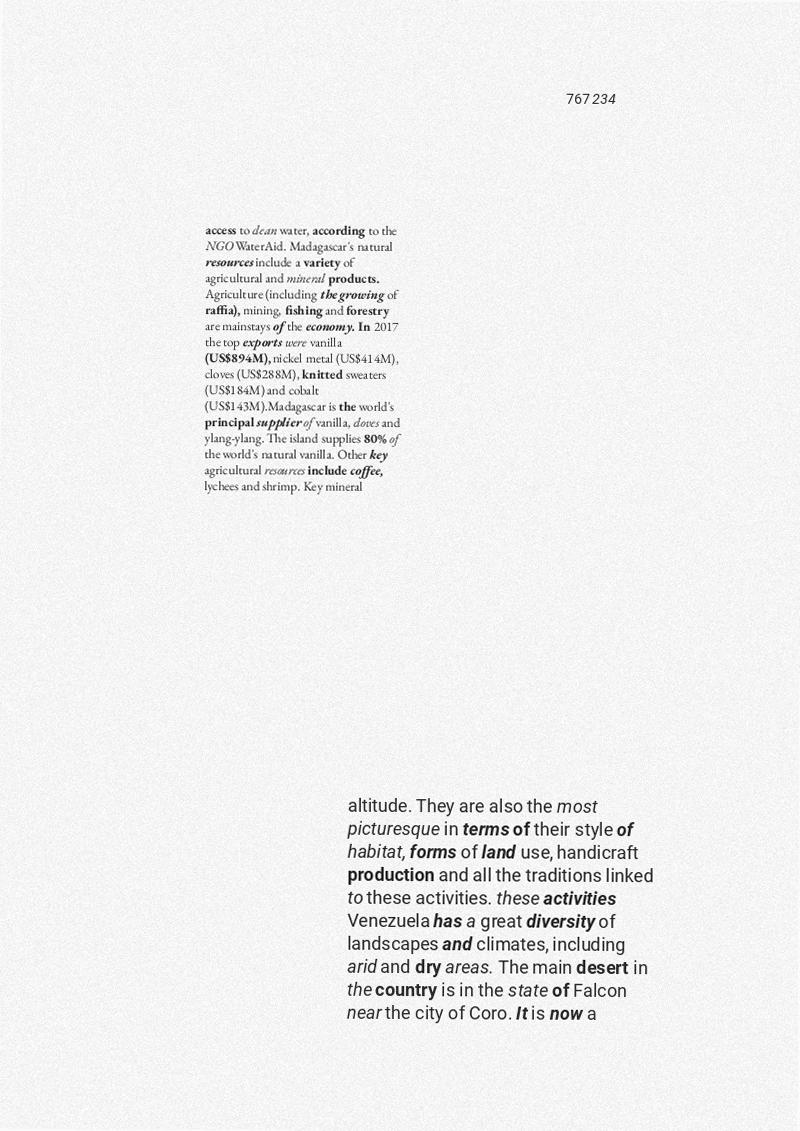 767 234
access to clean water, according to the
NGO WaterAid. Madagascar's natural
resources include a variety of
agricultural and mineral products.
Agriculture (including the growing of
raffia), mining, fishing and forestry
are mainstays of the economy. In 2017
the top exports were vanilla
(US$894M), nickel metal (US$414M),
cloves (US$288M), knitted sweaters
(US$184M) and cobalt
(US$143M).Madagascar is the world's
principal supplier of vanilla, cloves and
ylang-ylang. The island supplies 80% of
the world's natural vanilla. Other key
agricultural resources include coffee,
lychees and shrimp. Key mineral
altitude. They are also the most
picturesque in terms of their style of
habitat, forms of land use, handicraft
production and all the traditions linked
to these activities. these activities
Venezuela has a great diversity of
landscapes and climates, including
arid and dry areas. The main desert in
the country is in the state of Falcon
near the city of Coro. It is now a